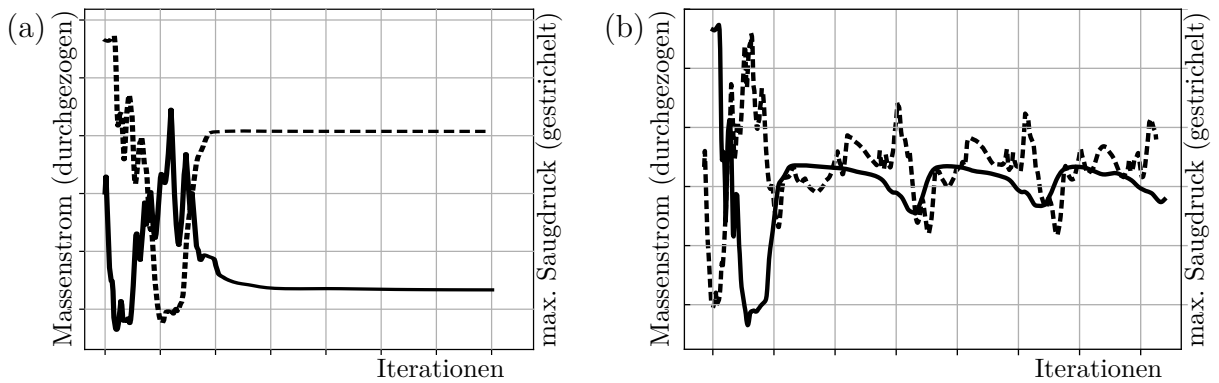 (a)
Massenstrom (durchgezogen)
max. Saugdruck (gestrichelt)
Iterationen
(b)
Massenstrom (durchgezogen)
max. Saugdruck (gestrichelt)
Iterationen